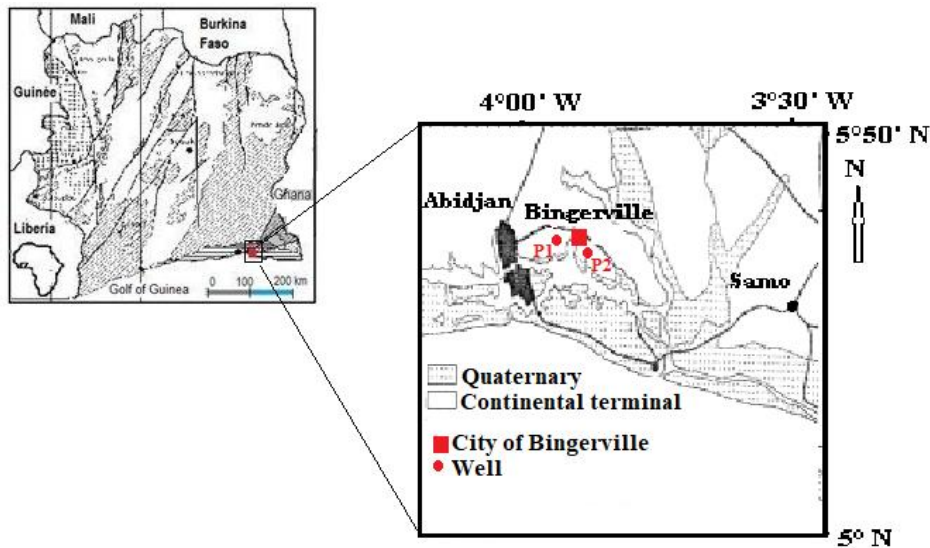 Mali
Burkina
Faso
Guinée
Ghana
Liberia
Golf of Guinea
0 100 200 km
4°00' W
3°30' W
5°50' N
N
Abidjan
Bingerville
P1
P2
Samo
Quaternary
Continental terminal
City of Bingerville
Well
5° N